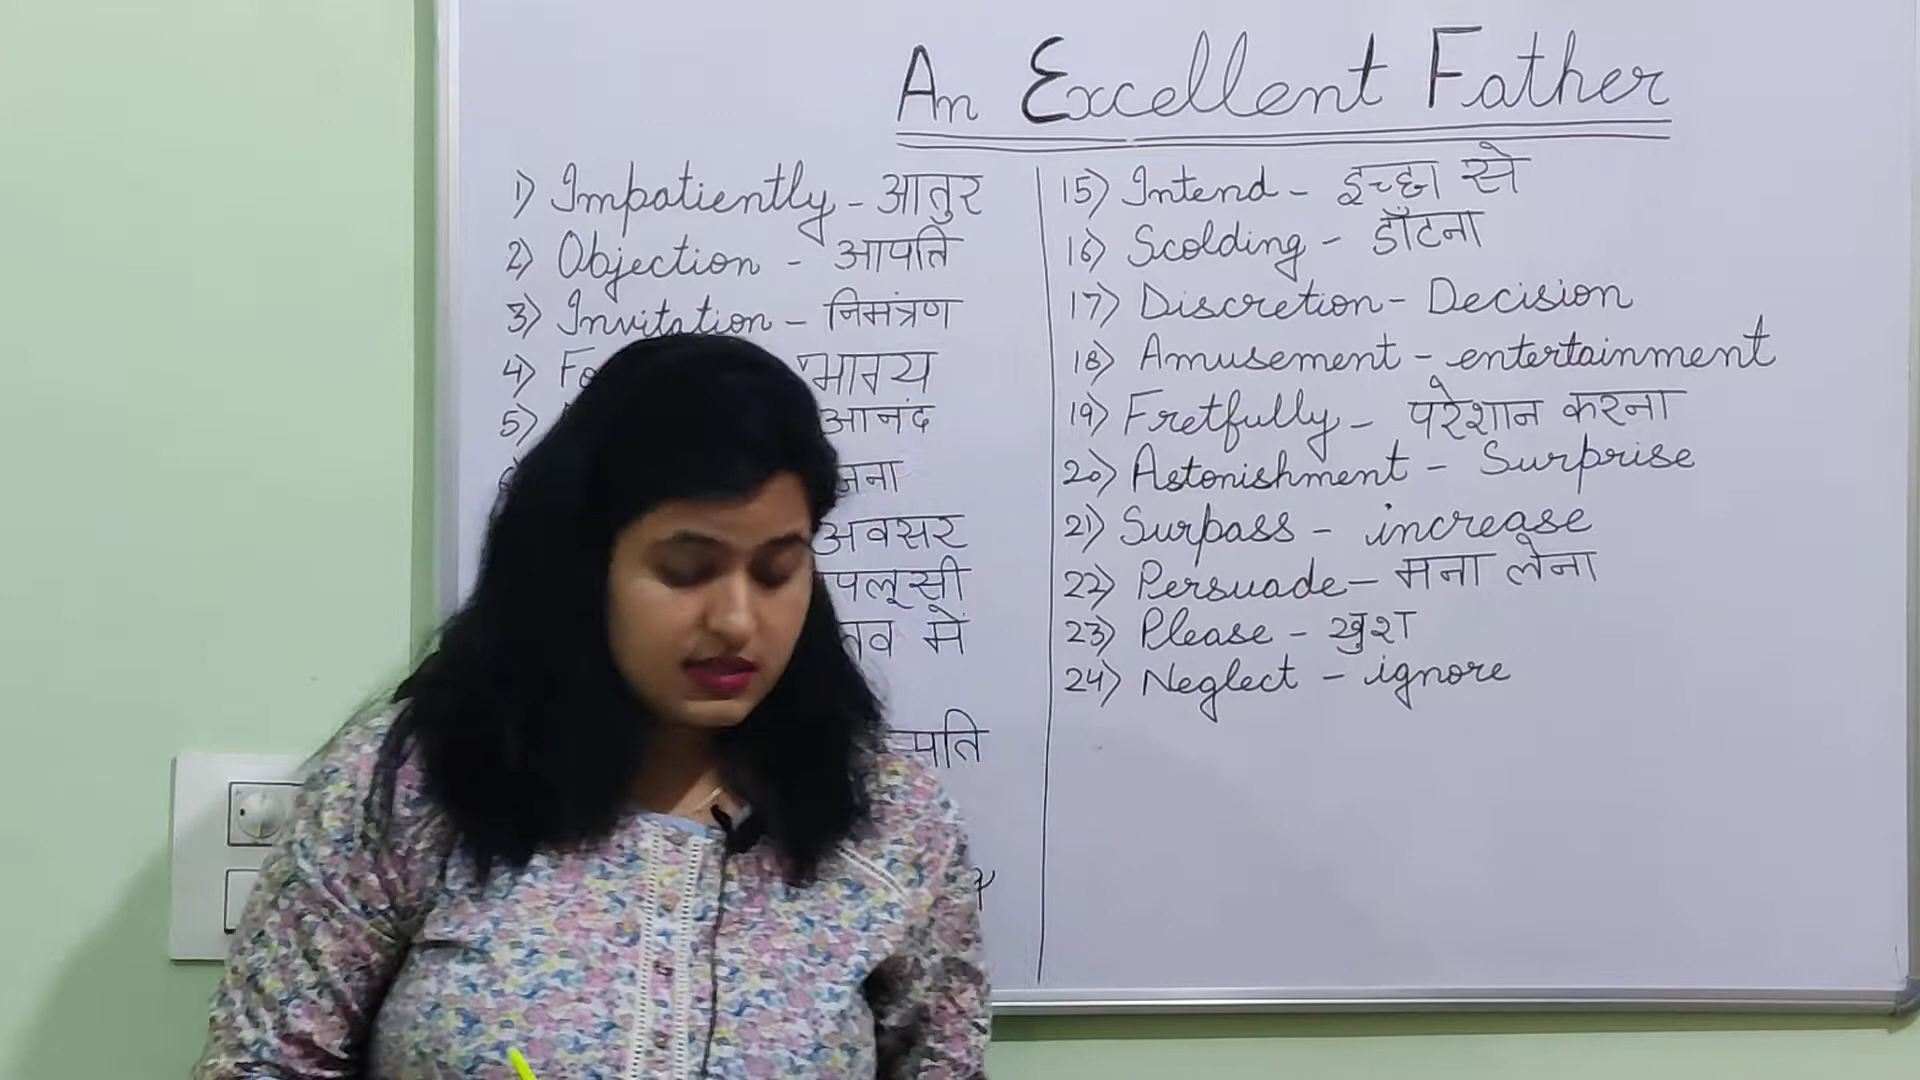 An Excellent Father
1) Impatiently - आतुर
2) Objection - आपति
3) Invitation - निमंत्रण
4)
5) आनंद
अवसर
में
15) Intend - इच्छा से
16) Scolding - डाँटना
17) Discretion - Decision
18) Amusement - entertainment
19) Fretfully - परेशान करना
20) Astonishment - Surprise
21) Surpass - increase
22) Persuade - मना लेना
23) Please - खुश
24) Neglect - ignore